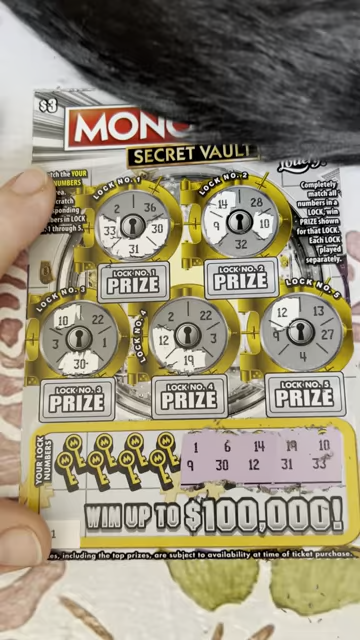 $3
MONO
SECRET VAULT
Lottery
YOUR
NUMBERS
LOCK NO. 1
2 36
33 30
31
LOCK NO. 2
14 28
9 10
32
Completely
match all
numbers in a
LOCK, win
PRIZE shown
for that LOCK.
Each LOCK
played
separately.
in LOCK
1 through 5.
LOCK NO. 1
PRIZE
LOCK NO. 2
PRIZE
LOCK NO. 3
10 22
3 1
30
LOCK NO. 4
2 22
12 3
19
LOCK NO. 5
12 13
9 27
4
LOCK NO. 3
PRIZE
LOCK NO. 4
PRIZE
LOCK NO. 5
PRIZE
YOUR LOCK
NUMBERS
1 6 14 19 10
9 30 12 31 33
WIN UP TO $100,000!
1
es, including the top prizes, are subject to availability at time of ticket purchase.